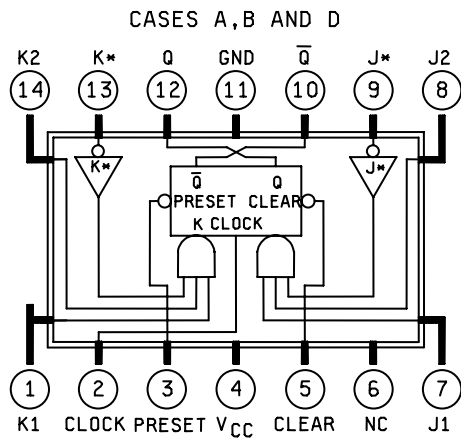 CASES A,B AND D
K2 K* Q GND Q̅ J* J2
14 13 12 11 10 9 8
K* J*
Q̅ Q
PRESET CLEAR
K CLOCK
1 2 3 4 5 6 7
K1 CLOCK PRESET VCC CLEAR NC J1